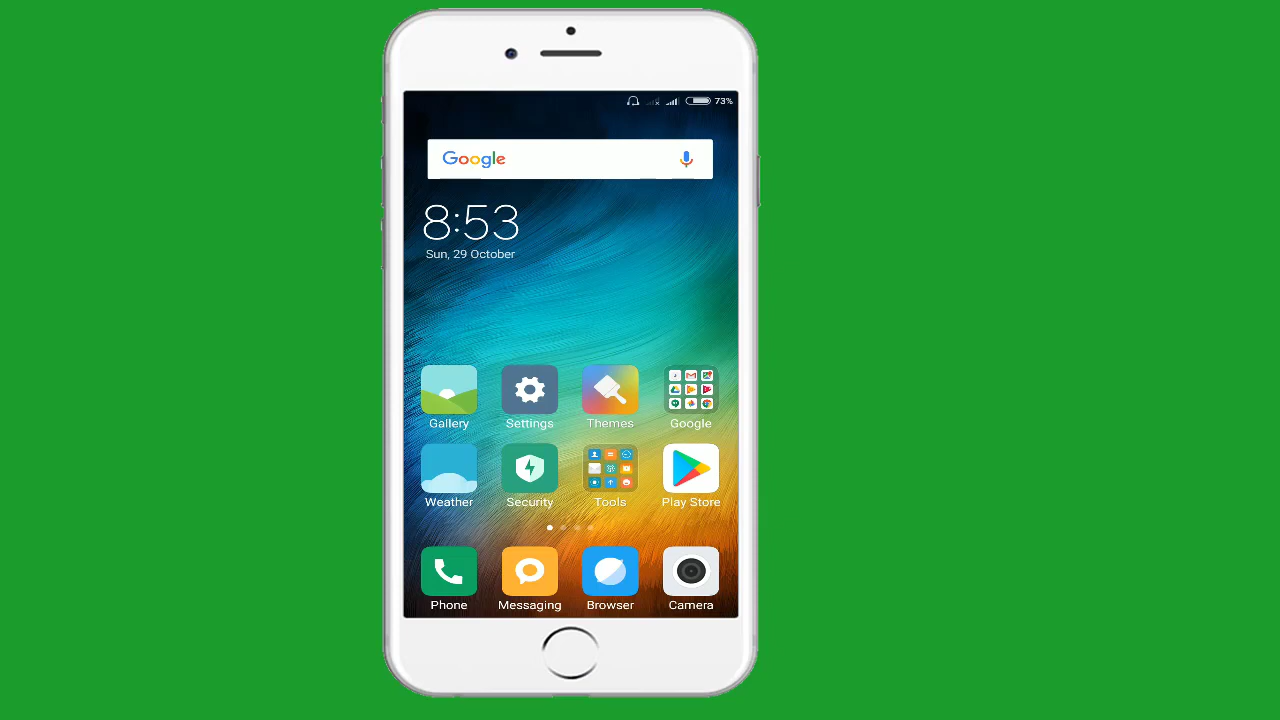 73%
Google
8:53
Sun, 29 October
Gallery Settings Themes Google
Weather Security Tools Play Store
Phone Messaging Browser Camera